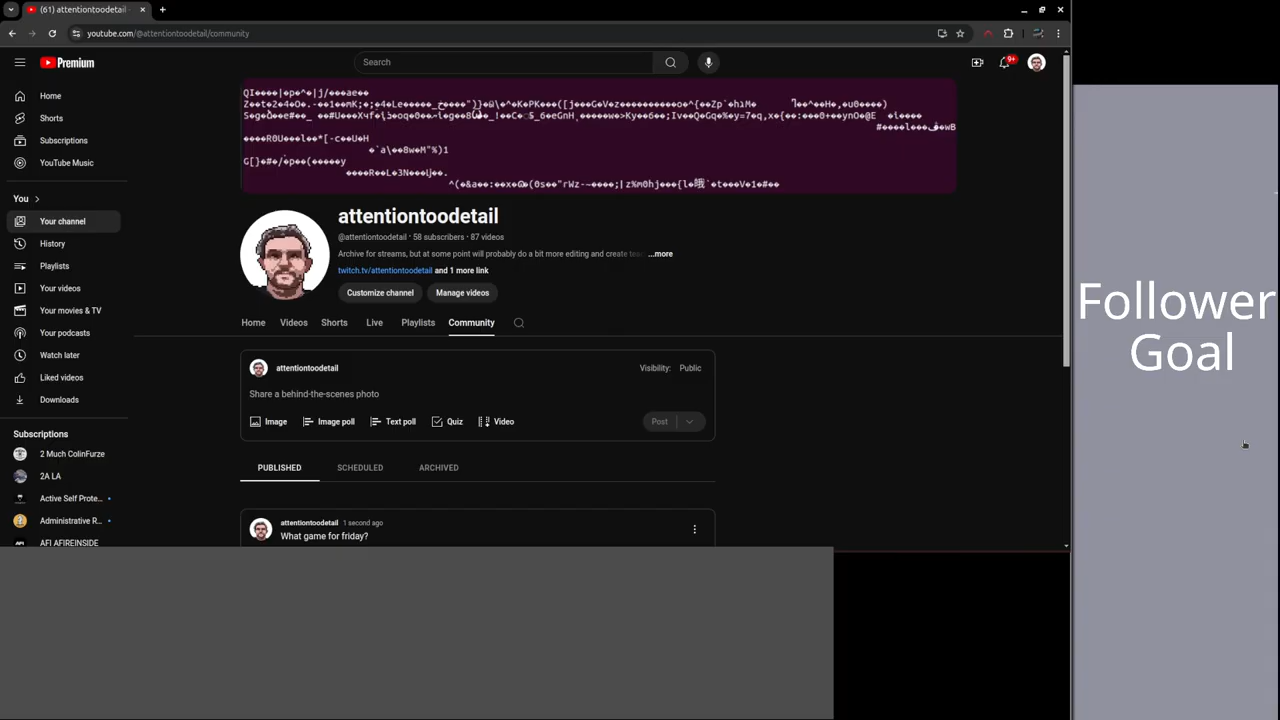 (61) attentiontoodetail -
youtube.com/@attentiontoodetail/community
Premium
Search
9+
Home
Shorts
Subscriptions
YouTube Music
You
Your channel
History
Playlists
Your videos
Your movies & TV
Your podcasts
Watch later
Liked videos
Downloads
Subscriptions
2 Much ColinFurze
2A LA
Active Self Prote...
Administrative R...
AFI AFIREINSIDE
attentiontoodetail
@attentiontoodetail · 58 subscribers · 87 videos
Archive for streams, but at some point will probably do a bit more editing and create ...more
twitch.tv/attentiontoodetail and 1 more link
Customize channel
Manage videos
Home
Videos
Shorts
Live
Playlists
Community
attentiontoodetail
Visibility: Public
Share a behind-the-scenes photo
Image
Image poll
Text poll
Quiz
Video
Post
PUBLISHED
SCHEDULED
ARCHIVED
attentiontoodetail 1 second ago
What game for friday?
Follower
Goal